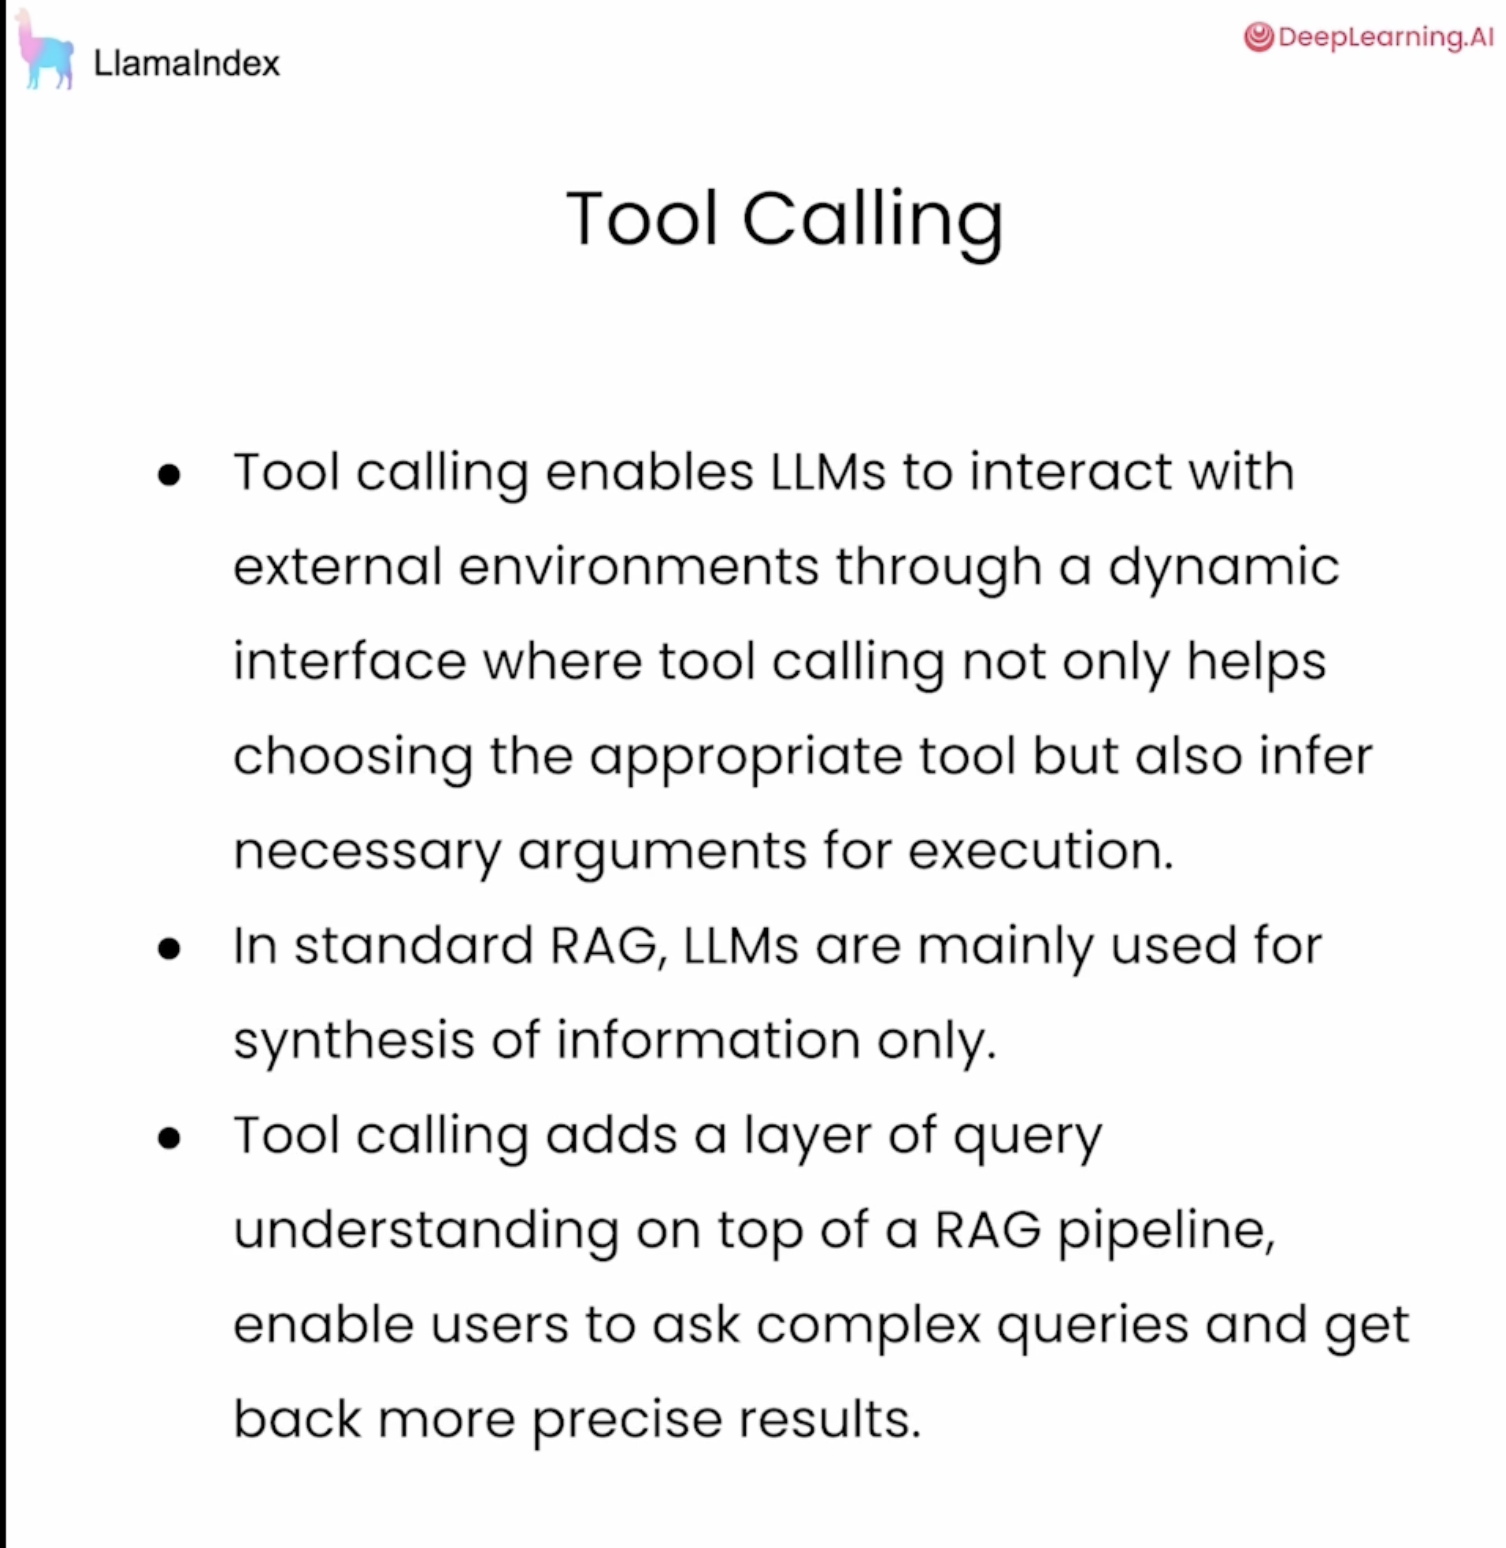 LlamaIndex
DeepLearning.AI
Tool Calling
● Tool calling enables LLMs to interact with
external environments through a dynamic
interface where tool calling not only helps
choosing the appropriate tool but also infer
necessary arguments for execution.
● In standard RAG, LLMs are mainly used for
synthesis of information only.
● Tool calling adds a layer of query
understanding on top of a RAG pipeline,
enable users to ask complex queries and get
back more precise results.